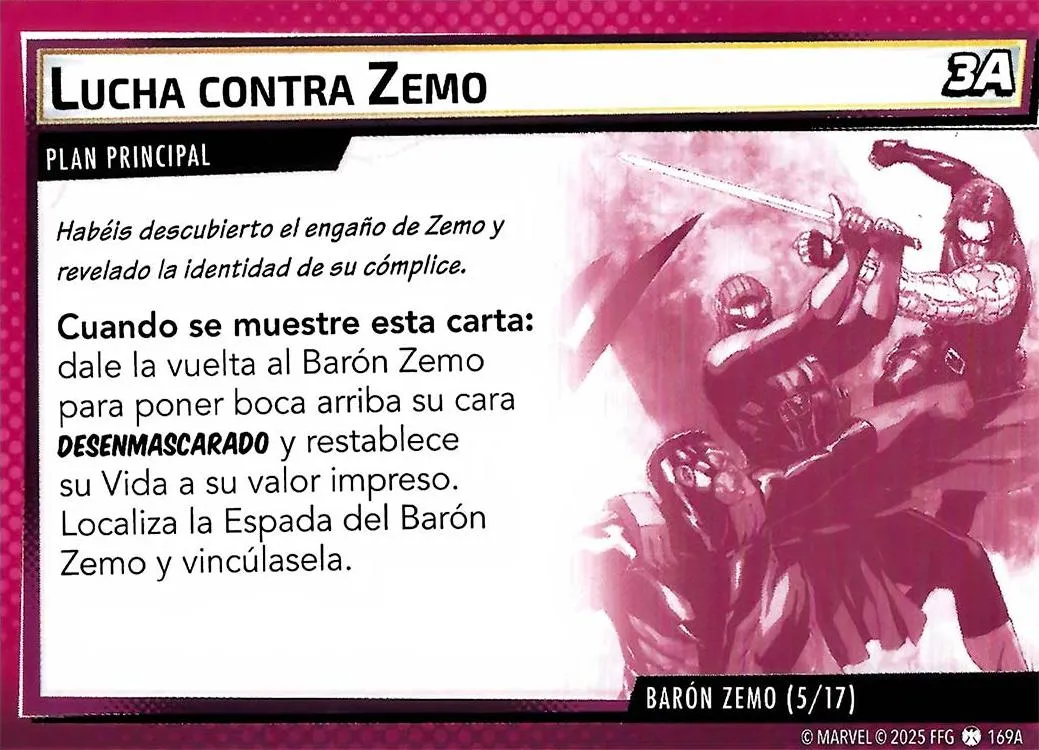 Lucha contra Zemo
3A
PLAN PRINCIPAL
Habéis descubierto el engaño de Zemo y
revelado la identidad de su cómplice.
Cuando se muestre esta carta:
dale la vuelta al Barón Zemo
para poner boca arriba su cara
DESENMASCARADO y restablece
su Vida a su valor impreso.
Localiza la Espada del Barón
Zemo y vincúlasela.
BARÓN ZEMO (5/17)
© MARVEL © 2025 FFG 169A